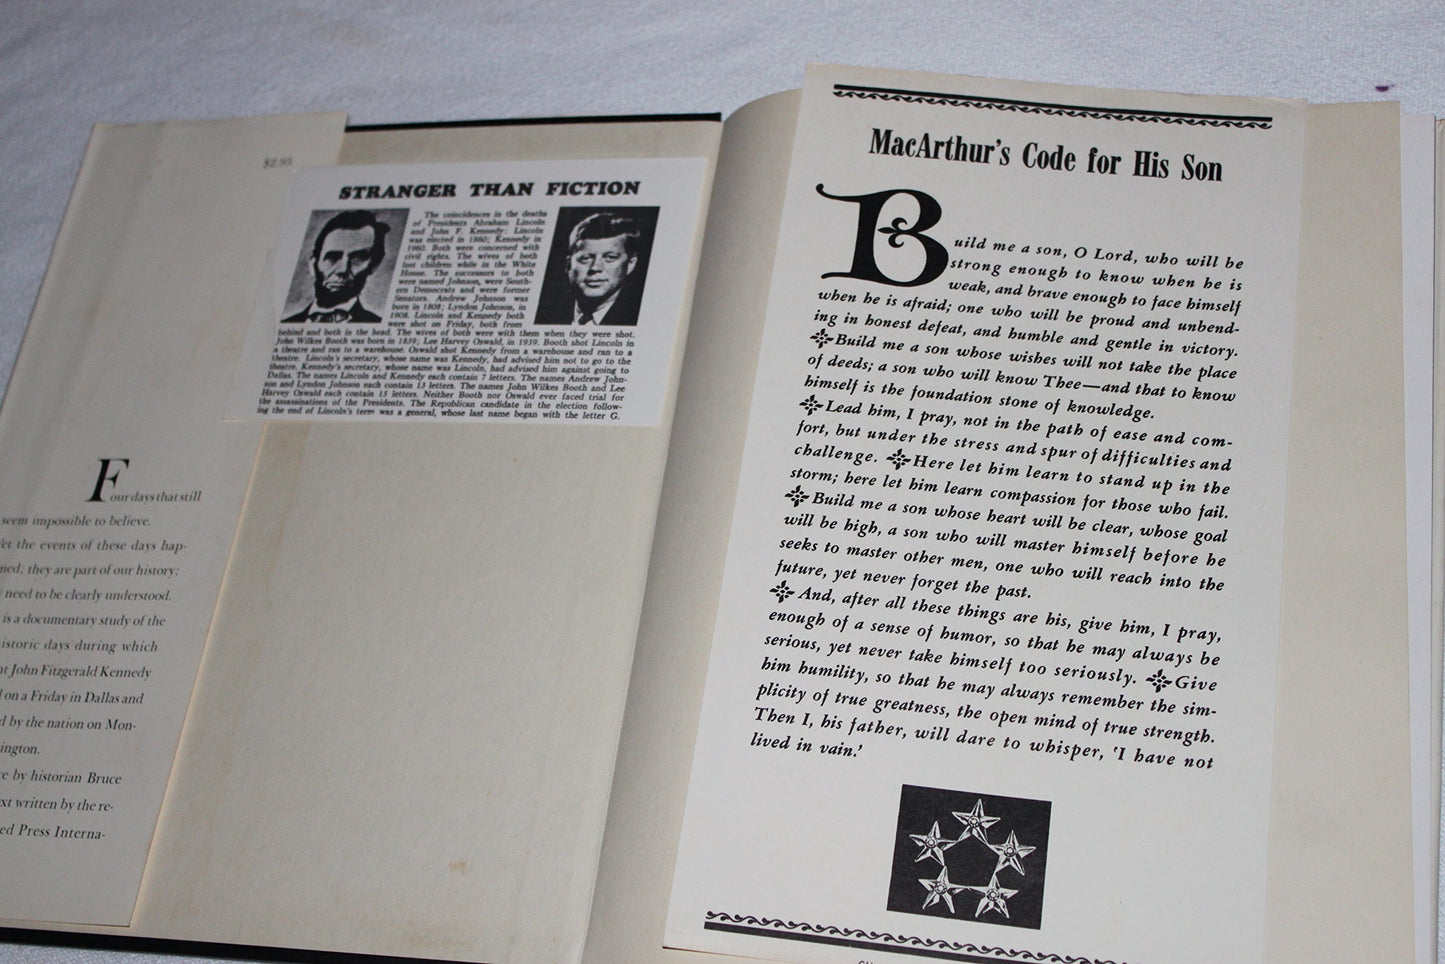 $2.95
Four days that still
seem impossible to believe.
the events of these days hap-
they are part of our history:
need to be clearly understood.
is a documentary study of the
days during which
John Fitzgerald Kennedy
on a Friday in Dallas and
by the nation on Mon-
by historian Bruce
written by the re-
Press Interna-
STRANGER THAN FICTION
The coincidences in the deaths
of Presidents Abraham Lincoln
and John F. Kennedy: Lincoln
was elected in 1860; Kennedy in
1960. Both were concerned with
civil rights. The wives of both
lost children while in the White
House. The successors to both
were named Johnson, were South-
ern Democrats and were former
Senators. Andrew Johnson was
born in 1808; Lyndon Johnson, in
1908. Lincoln and Kennedy both
were shot on Friday, both from
behind and both in the head. The wives of both were with them when they were shot.
John Wilkes Booth was born in 1839; Lee Harvey Oswald, in 1939. Booth shot Lincoln in
a theatre and ran to a warehouse. Oswald shot Kennedy from a warehouse and ran to a
theatre. Lincoln's secretary, whose name was Kennedy, had advised him not to go to the
theatre. Kennedy's secretary, whose name was Lincoln, had advised him against going to
Dallas. The names Lincoln and Kennedy each contain 7 letters. The names Andrew John-
son and Lyndon Johnson each contain 13 letters. The names John Wilkes Booth and Lee
Harvey Oswald each contain 15 letters. Neither Booth nor Oswald ever faced trial for
the assassinations of the Presidents. The Republican candidate in the election follow-
ing the end of Lincoln's term was a general, whose last name began with the letter G.
MacArthur's Code for His Son
Build me a son, O Lord, who will be
strong enough to know when he is
weak, and brave enough to face himself
when he is afraid; one who will be proud and unbend-
ing in honest defeat, and humble and gentle in victory.
Build me a son whose wishes will not take the place
of deeds; a son who will know Thee—and that to know
himself is the foundation stone of knowledge.
Lead him, I pray, not in the path of ease and com-
fort, but under the stress and spur of difficulties and
challenge. Here let him learn to stand up in the
storm; here let him learn compassion for those who fail.
Build me a son whose heart will be clear, whose goal
will be high, a son who will master himself before he
seeks to master other men, one who will reach into the
future, yet never forget the past.
And, after all these things are his, give him, I pray,
enough of a sense of humor, so that he may always be
serious, yet never take himself too seriously. Give
him humility, so that he may always remember the sim-
plicity of true greatness, the open mind of true strength.
Then I, his father, will dare to whisper, 'I have not
lived in vain.'